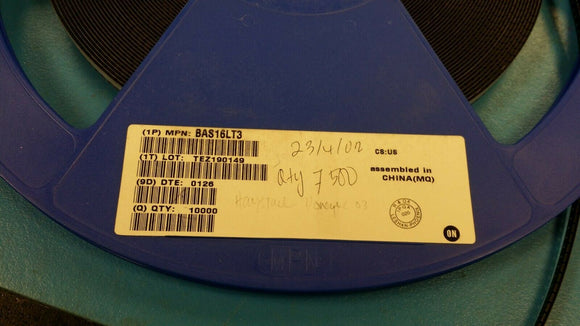 (1P) MPN: BAS16LT3
(1T) LOT: TEZ190149
(9D) DTE: 0126
(Q) QTY: 10000
23/4/02
Qty 7500
CS:US
assembled in
CHINA(MQ)
ON